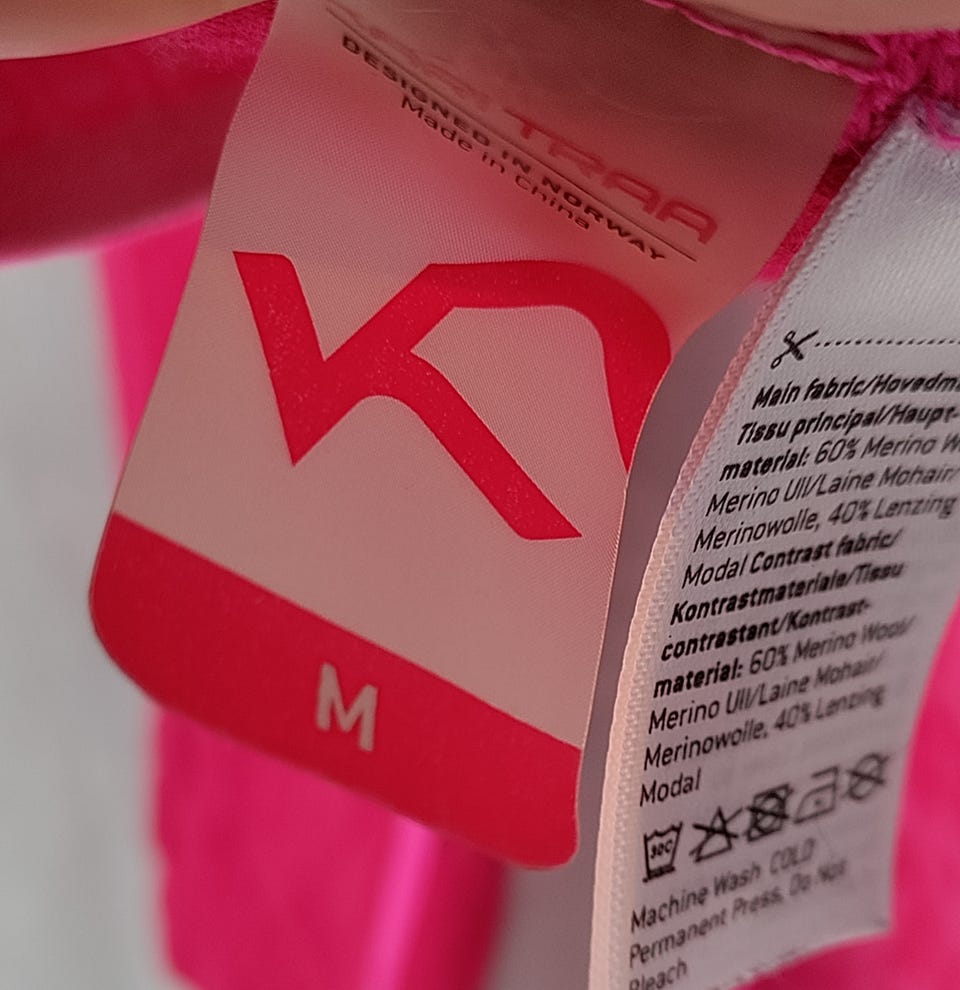 TRAA
DESIGNED IN NORWAY
Made in China
M
Main fabric/Hovedm
Tissu principal/Haupt-
material: 60% Merino W
Merino Ull/Laine Mohair/
Merinowolle, 40% Lenzing
Modal Contrast fabric/
Kontrastmateriale/Tissu
contrastant/Kontrast-
material: 60% Merino Wool/
Merino Ull/Laine Mohair/
Merinowolle, 40% Lenzing
Modal
30C
Machine Wash COLD
Permanent Press, Do Not
Bleach